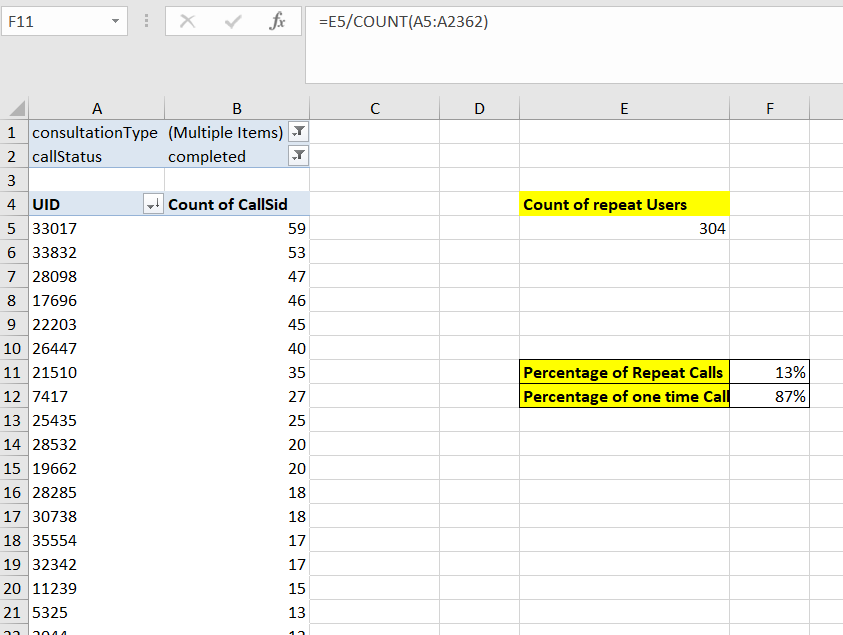 F11 fx =E5/COUNT(A5:A2362)
A B C D E F
1 consultationType (Multiple Items)
2 callStatus completed
3
4 UID Count of CallSid Count of repeat Users
5 33017 59 304
6 33832 53
7 28098 47
8 17696 46
9 22203 45
10 26447 40
11 21510 35 Percentage of Repeat Calls 13%
12 7417 27 Percentage of one time Call 87%
13 25435 25
14 28532 20
15 19662 20
16 28285 18
17 30738 18
18 35554 17
19 32342 17
20 11239 15
21 5325 13